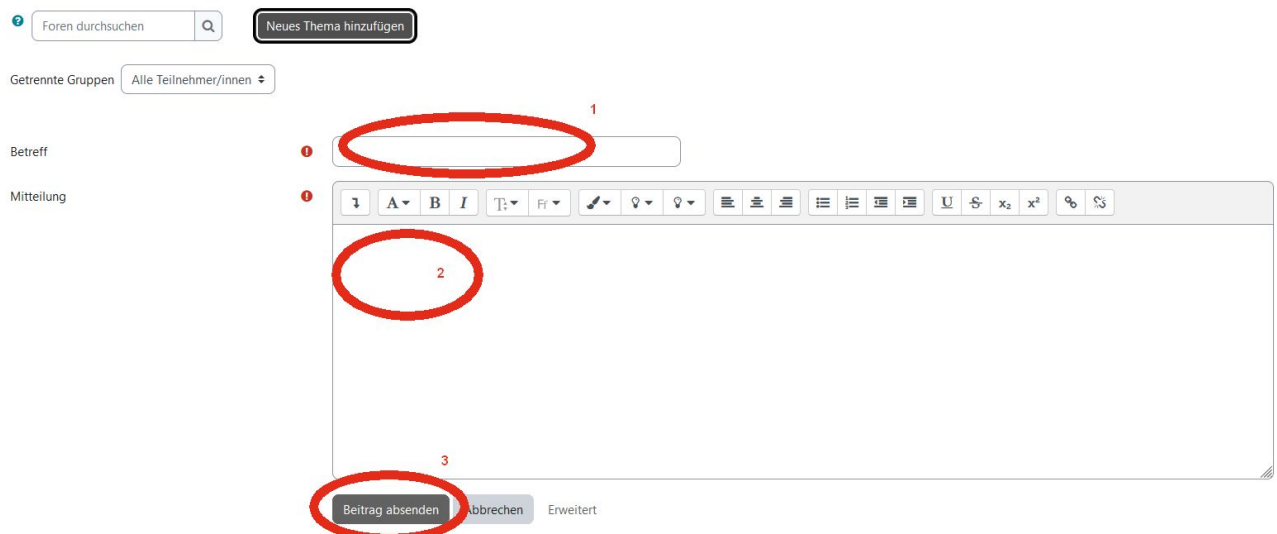 Foren durchsuchen Neues Thema hinzufügen
Getrennte Gruppen Alle Teilnehmer/innen
1
Betreff
Mitteilung
A B I T: Ff U S x₂ x²
2
3
Beitrag absenden Abbrechen Erweitert